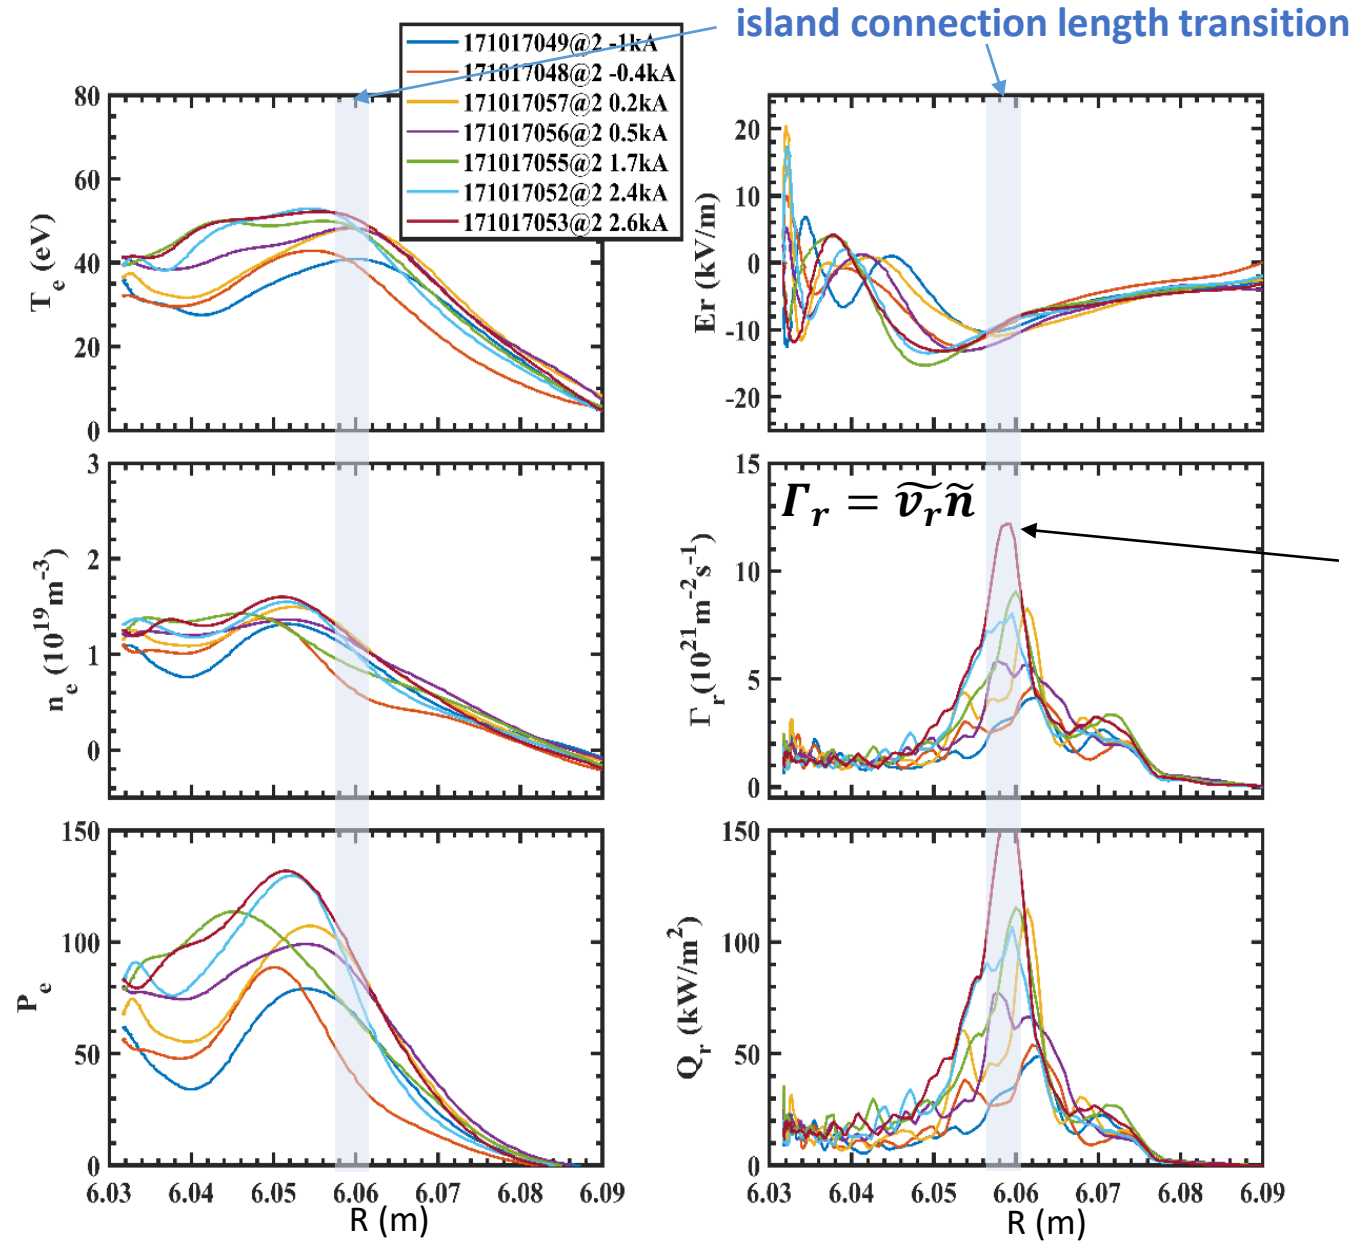 island connection length transition
171017049@2 -1kA
171017048@2 -0.4kA
171017057@2 0.2kA
171017056@2 0.5kA
171017055@2 1.7kA
171017052@2 2.4kA
171017053@2 2.6kA
80
60
40
20
0
T_e (eV)
20
10
0
-10
-20
Er (kV/m)
3
2
1
0
n_e (10^19 m^-3)
15
10
5
0
Γ_r (10^21 m^-2 s^-1)
Γ_r = ṽ_r ñ
150
100
50
0
P_e
6.03 6.04 6.05 6.06 6.07 6.08 6.09
R (m)
150
100
50
0
Q_r (kW/m^2)
6.03 6.04 6.05 6.06 6.07 6.08 6.09
R (m)